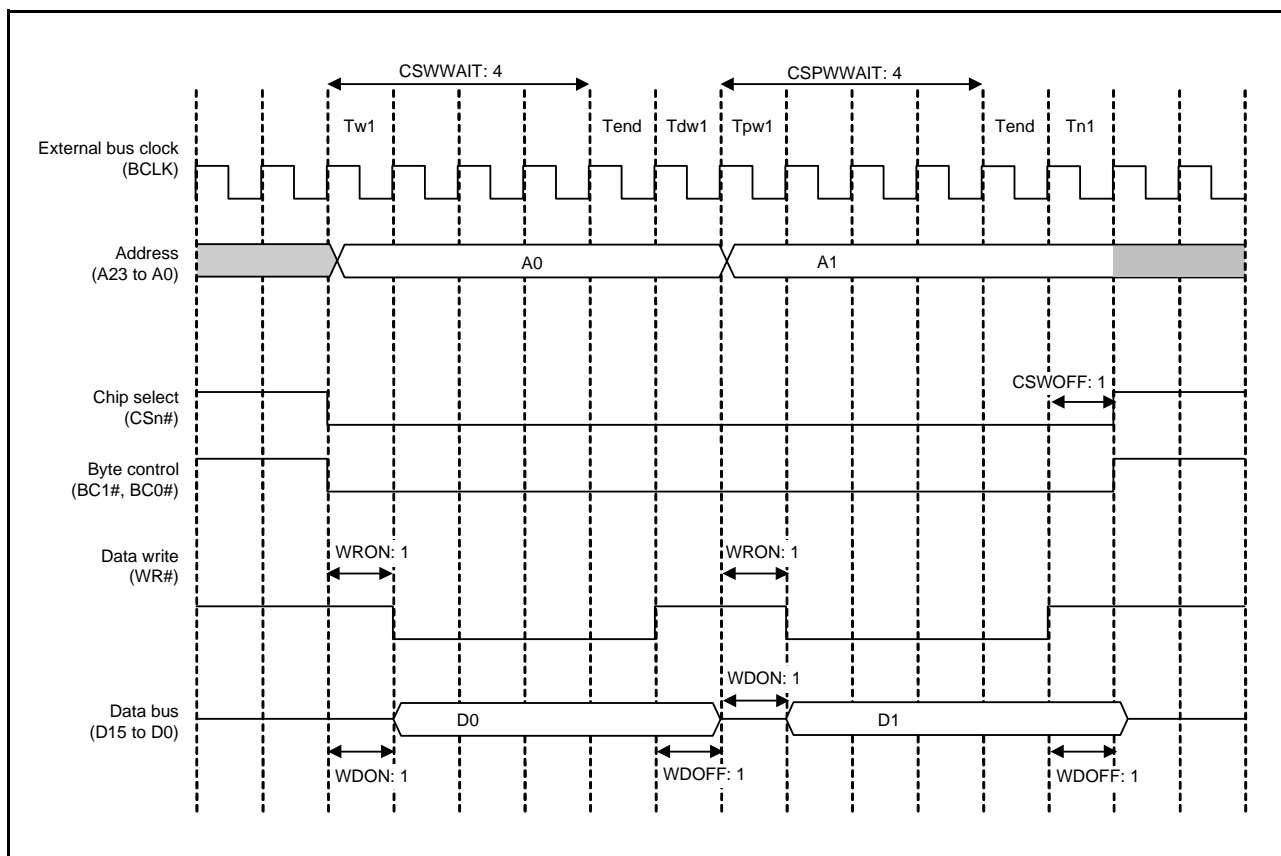 CSWWAIT: 4
CSPWWAIT: 4
Tw1
Tend
Tdw1
Tpw1
Tend
Tn1
External bus clock
(BCLK)
Address
(A23 to A0)
A0
A1
Chip select
(CSn#)
CSWOFF: 1
Byte control
(BC1#, BC0#)
Data write
(WR#)
WRON: 1
WRON: 1
WDON: 1
Data bus
(D15 to D0)
D0
D1
WDON: 1
WDOFF: 1
WDOFF: 1